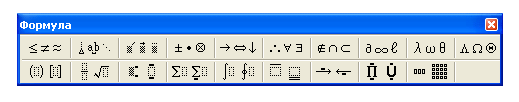 Формула
≤ ≠ ≈ ± • ⊗ → ⇔ ↓ ∴ ∀ ∃ ∉ ∩ ⊂ ∂ ∞ ℓ λ ω θ Λ Ω Θ